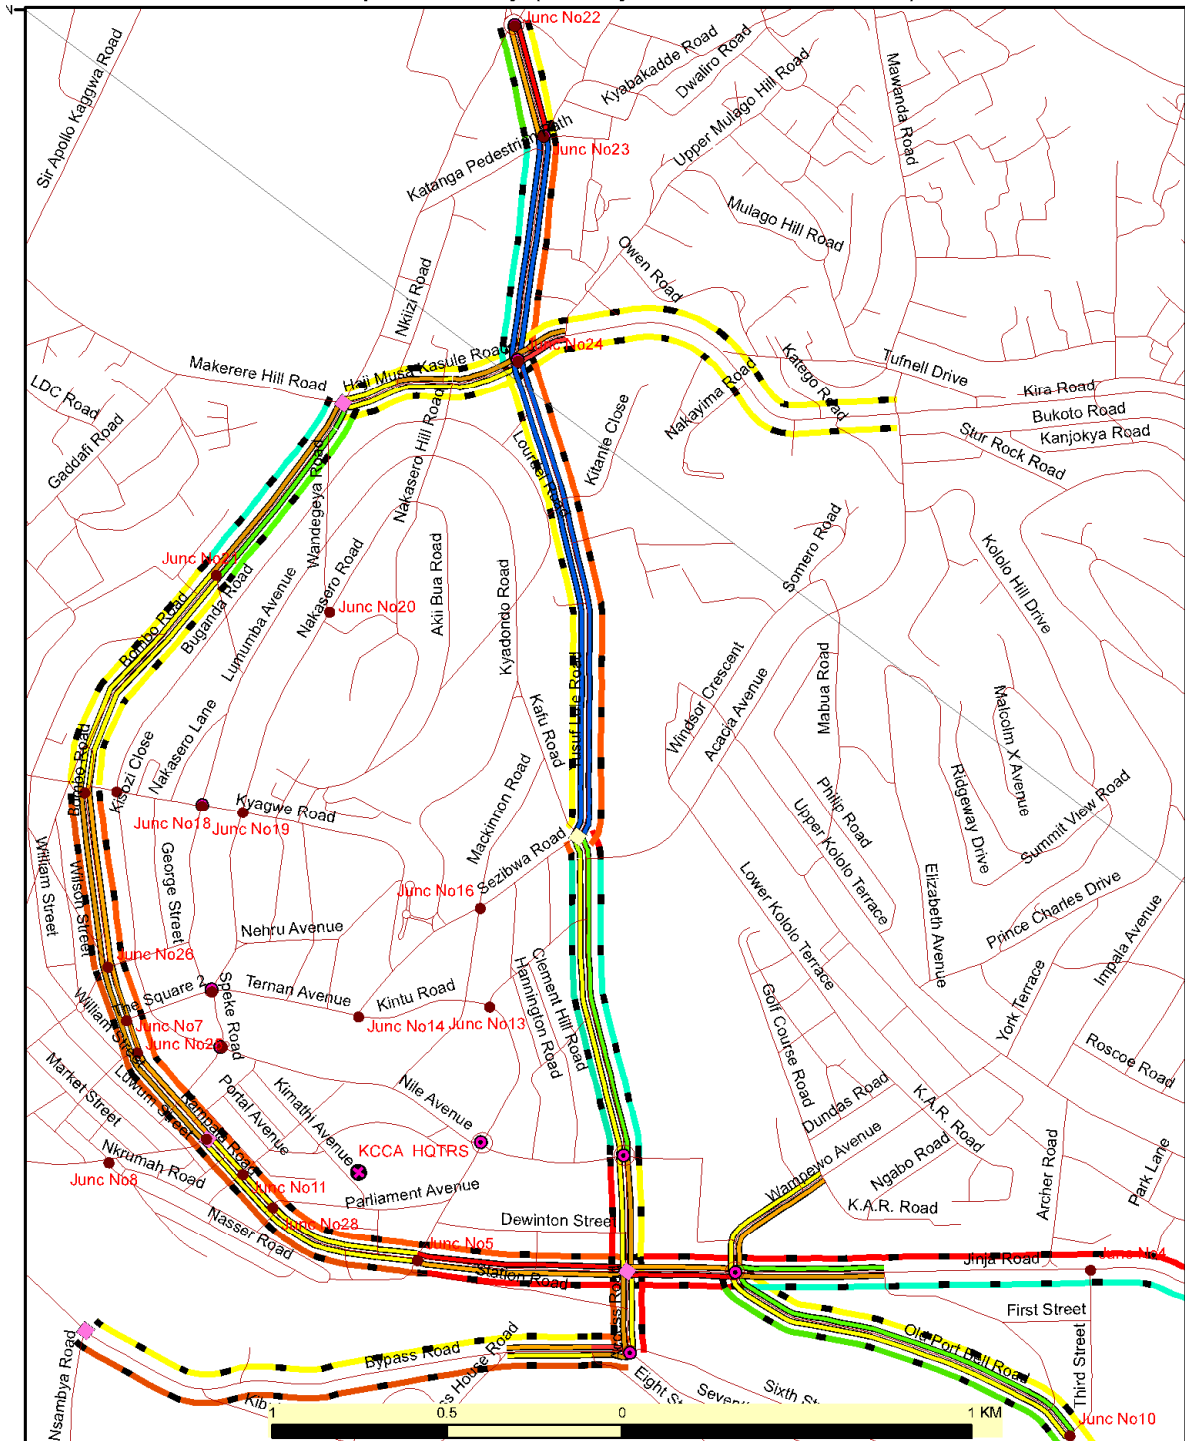 N
Junc No22
Kyabakadde Road
Dwaliro Road
Sir Apollo Kaggwa Road
Upper Mulago Hill Road
Mawanda Road
Junc No23
Katanga Pedestrian Path
Mulago Hill Road
Owen Road
Nkiizi Road
Junc No24
Haji Musa Kasule Road
Makerere Hill Road
Katego Road
Tufnell Drive
LDC Road
Nakayima Road
Kira Road
Bukoto Road
Kanjokya Road
Stur Rock Road
Gaddafi Road
Wandegeya Road
Nakasero Hill Road
Kitante Close
Somero Road
Kololo Hill Drive
Buganda Road
Nakasero Road
Junc No20
Akii Bua Road
Kyadondo Road
Bombo Road
Lumumba Avenue
Mabua Road
Windsor Crescent
Acacia Avenue
Kafu Road
Malcolm X Avenue
Nakasero Lane
Bombo Road
Kisozi Close
Mackinnon Road
Ridgeway Drive
Summit View Road
Junc No18
Junc No19
Kyagwe Road
Philip Road
Upper Kololo Terrace
William Street
Wilson Street
George Street
Sezibwa Road
Junc No16
Lower Kololo Terrace
Elizabeth Avenue
Prince Charles Drive
Impala Avenue
Nehru Avenue
Junc No26
Clement Hill Road
Hannington Road
The Square 2
Speke Road
Ternan Avenue
Kintu Road
Golf Course Road
York Terrace
Junc No7
Junc No14
Junc No13
Roscoe Road
Market Street
Luwum Street
Portal Avenue
Kimathi Avenue
Nile Avenue
Dundas Road
K.A.R. Road
Kampala Road
KCCA HQTRS
Wampewo Avenue
Ngabo Road
Archer Road
Park Lane
Nkrumah Road
Junc No8
Junc No11
Parliament Avenue
K.A.R. Road
Nasser Road
Junc No28
Dewinton Street
Junc No5
Station Road
Jinja Road
Junc No4
First Street
Old Port Bell Road
Third Street
Bypass Road
Nsambya Road
Sixth St
Junc No10
1
0.5
0
1 KM